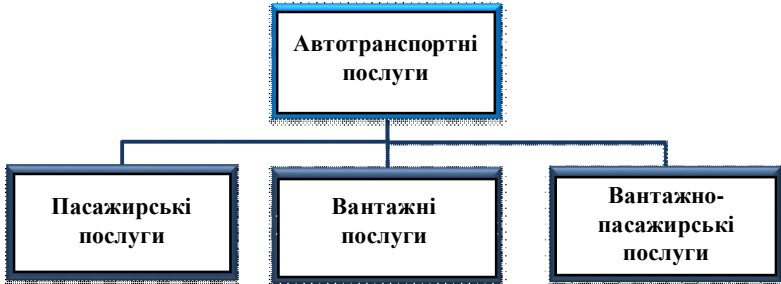 Автотранспортні
послуги
Пасажирські
послуги
Вантажні
послуги
Вантажно-
пасажирські
послуги